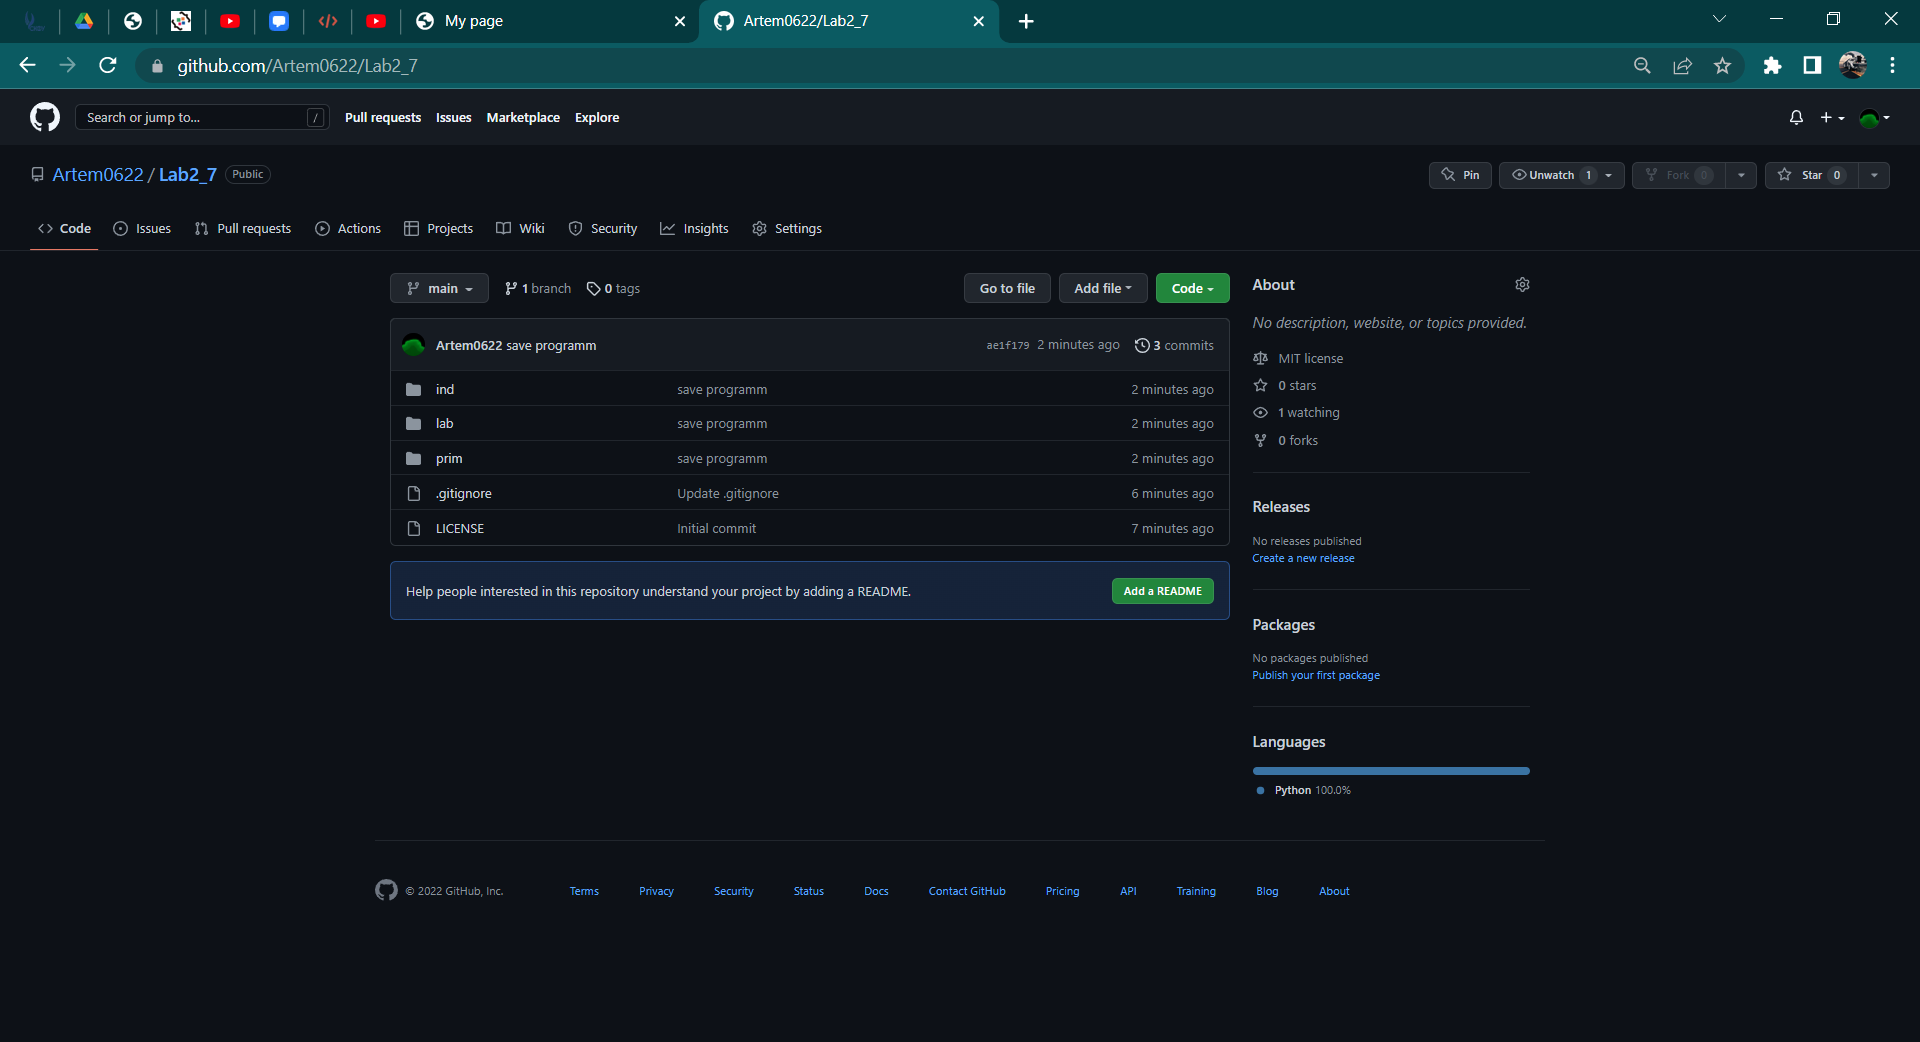 My page
Artem0622/Lab2_7
github.com/Artem0622/Lab2_7
Search or jump to...
/
Pull requests
Issues
Marketplace
Explore
Artem0622 / Lab2_7 Public
Pin
Unwatch 1
Fork 0
Star 0
Code
Issues
Pull requests
Actions
Projects
Wiki
Security
Insights
Settings
main
1 branch
0 tags
Go to file
Add file
Code
Artem0622 save programm
ae1f179 2 minutes ago
3 commits
ind save programm 2 minutes ago
lab save programm 2 minutes ago
prim save programm 2 minutes ago
.gitignore Update .gitignore 6 minutes ago
LICENSE Initial commit 7 minutes ago
Help people interested in this repository understand your project by adding a README.
Add a README
About
No description, website, or topics provided.
MIT license
0 stars
1 watching
0 forks
Releases
No releases published
Create a new release
Packages
No packages published
Publish your first package
Languages
Python 100.0%
© 2022 GitHub, Inc.
Terms
Privacy
Security
Status
Docs
Contact GitHub
Pricing
API
Training
Blog
About